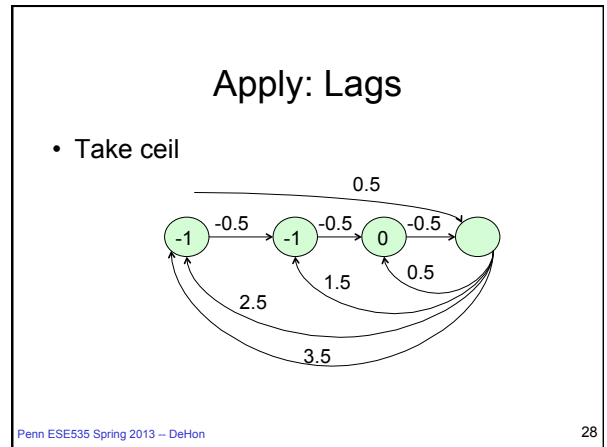 Apply: Lags
• Take ceil
0.5
-0.5 -0.5 -0.5
-1 -1 0
1.5 0.5
2.5
3.5
Penn ESE535 Spring 2013 -- DeHon 28